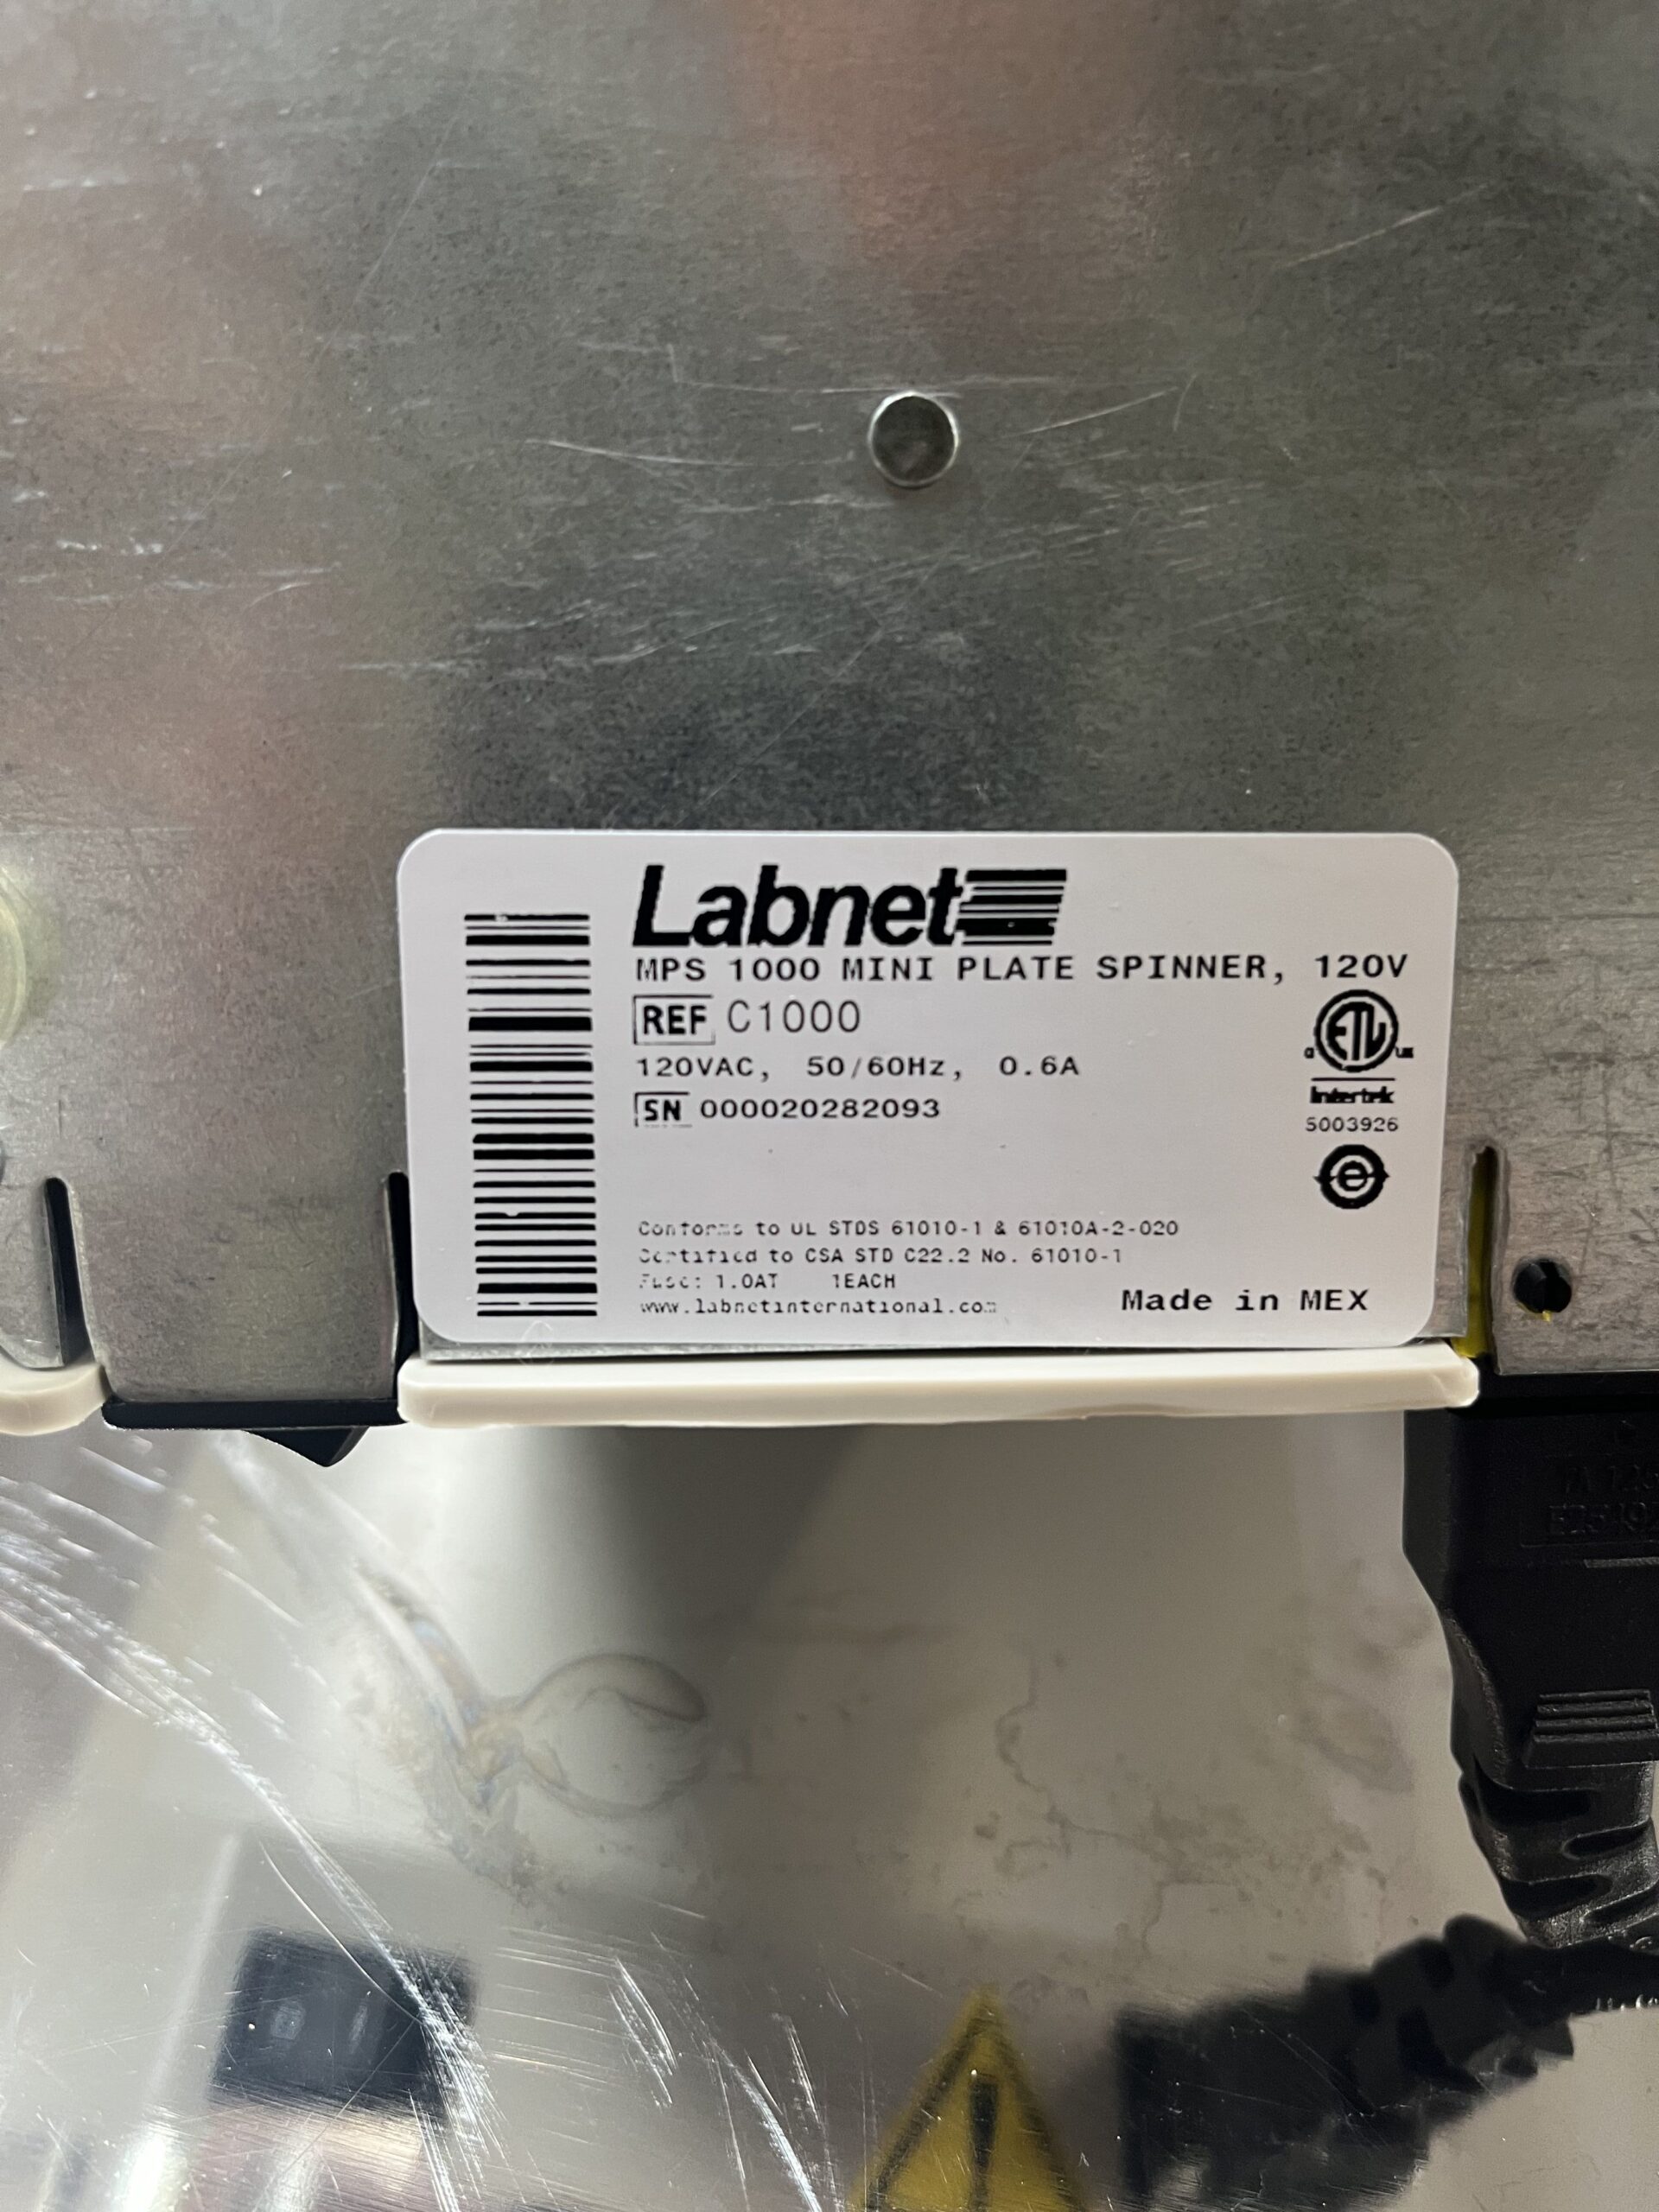 Labnet
MPS 1000 MINI PLATE SPINNER, 120V
REF C1000
120VAC, 50/60Hz, 0.6A
SN 000020282093
ETL
Intertek
5003926
e
Conforms to UL STDS 61010-1 & 61010A-2-020
Certified to CSA STD C22.2 No. 61010-1
Fuse: 1.0AT 1EACH
www.labnetinternational.com
Made in MEX